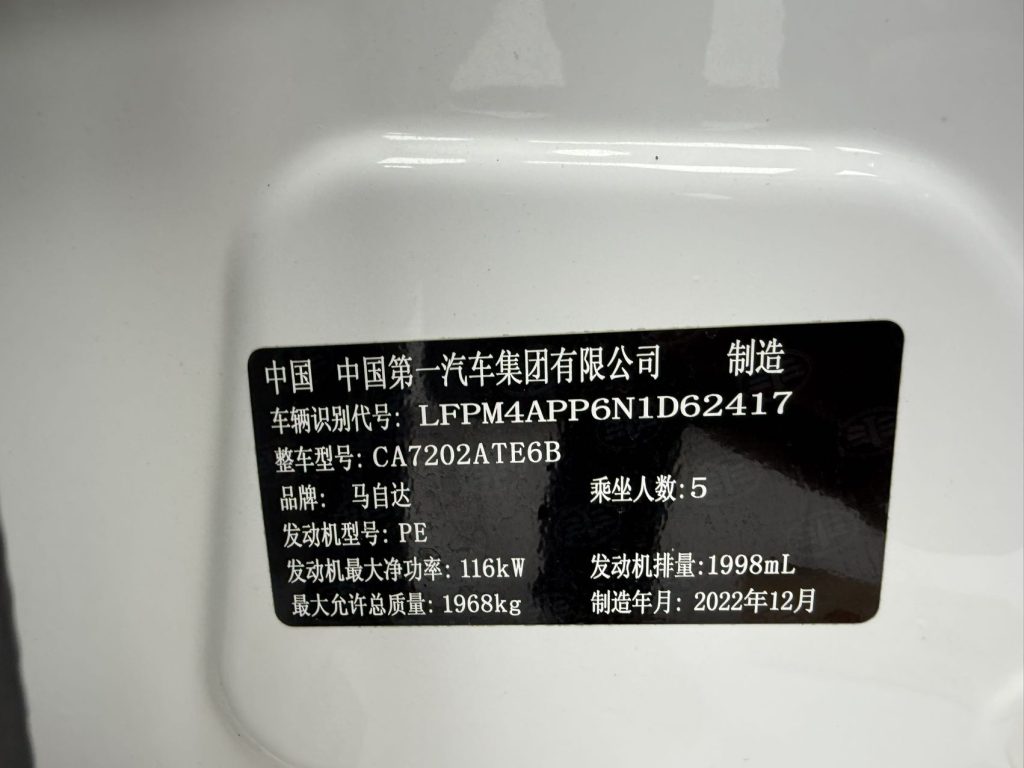 中国 中国第一汽车集团有限公司 制造
车辆识别代号: LFPM4APP6N1D62417
整车型号: CA7202ATE6B
品牌: 马自达 乘坐人数:5
发动机型号: PE
发动机最大净功率: 116kW 发动机排量:1998mL
最大允许总质量: 1968kg 制造年月: 2022年12月